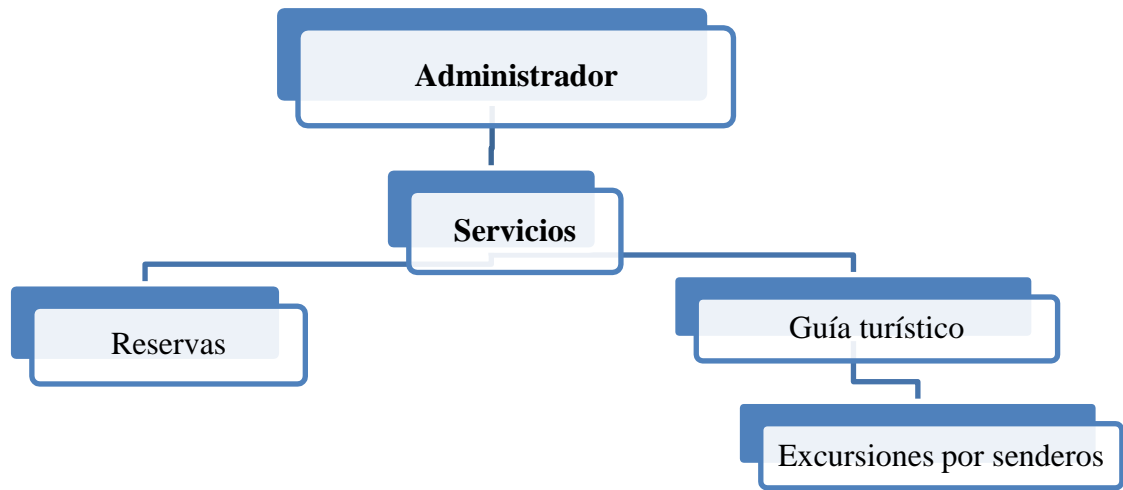 Administrador
Servicios
Reservas
Guía turístico
Excursiones por senderos